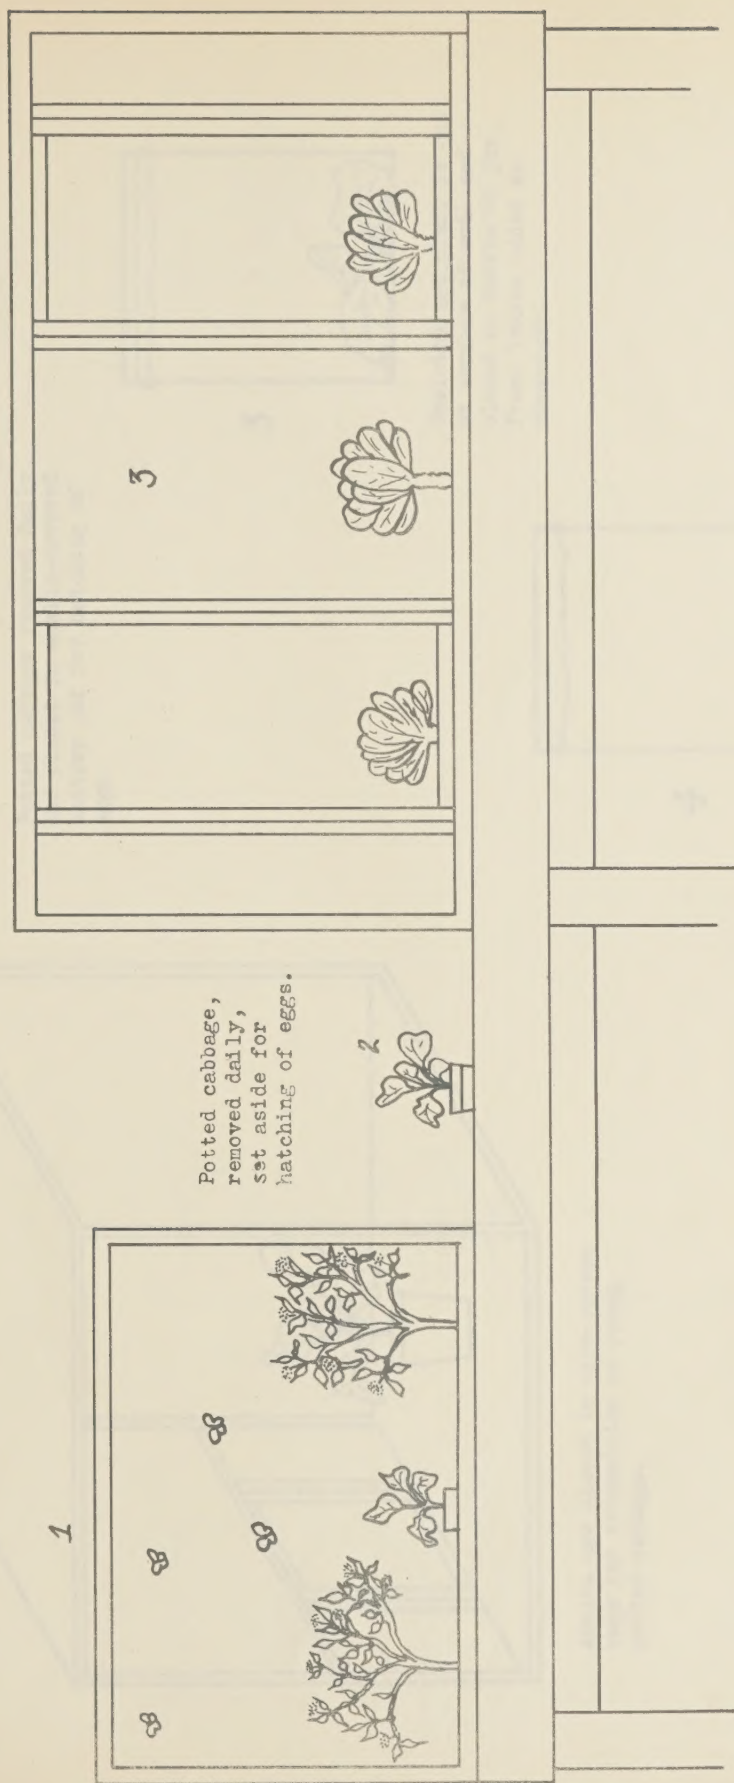 1
Potted cabbage,
removed daily,
set aside for
hatching of eggs.
2
3